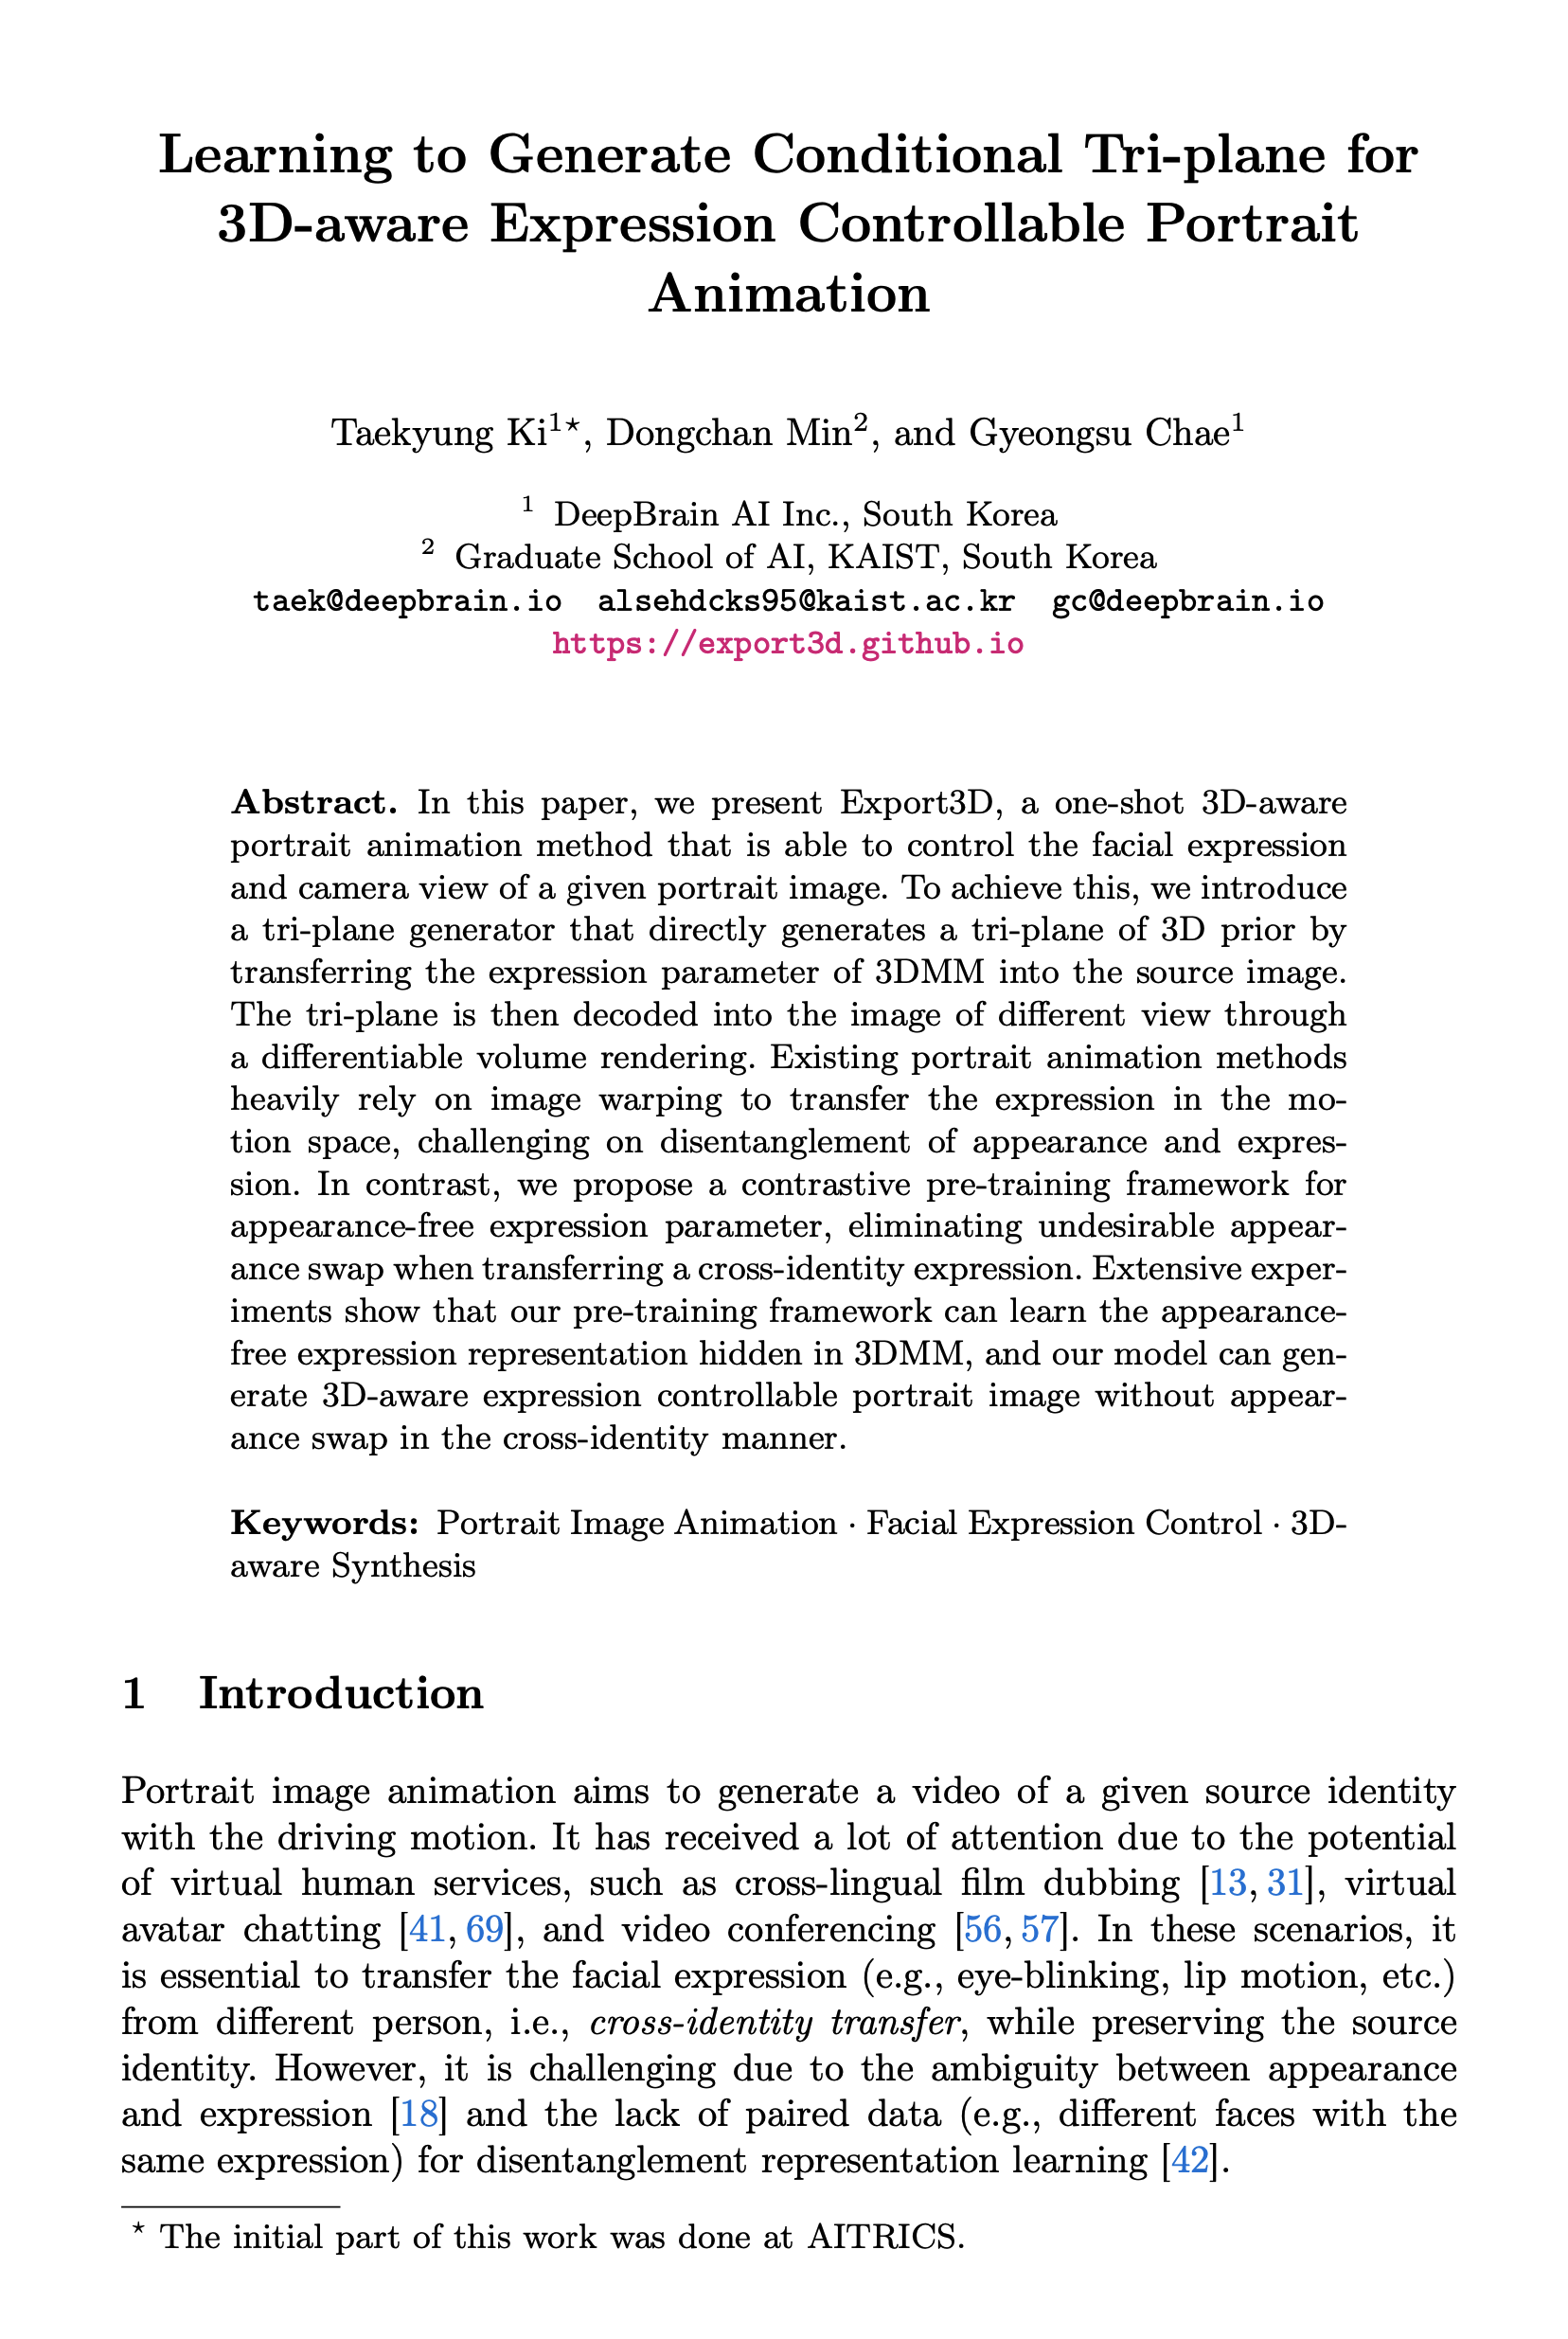 Learning to Generate Conditional Tri-plane for
3D-aware Expression Controllable Portrait
Animation
Taekyung Ki¹⋆, Dongchan Min², and Gyeongsu Chae¹
¹ DeepBrain AI Inc., South Korea
² Graduate School of AI, KAIST, South Korea
taek@deepbrain.io alsehdcks95@kaist.ac.kr gc@deepbrain.io
https://export3d.github.io
Abstract. In this paper, we present Export3D, a one-shot 3D-aware
portrait animation method that is able to control the facial expression
and camera view of a given portrait image. To achieve this, we introduce
a tri-plane generator that directly generates a tri-plane of 3D prior by
transferring the expression parameter of 3DMM into the source image.
The tri-plane is then decoded into the image of different view through
a differentiable volume rendering. Existing portrait animation methods
heavily rely on image warping to transfer the expression in the mo-
tion space, challenging on disentanglement of appearance and expres-
sion. In contrast, we propose a contrastive pre-training framework for
appearance-free expression parameter, eliminating undesirable appear-
ance swap when transferring a cross-identity expression. Extensive exper-
iments show that our pre-training framework can learn the appearance-
free expression representation hidden in 3DMM, and our model can gen-
erate 3D-aware expression controllable portrait image without appear-
ance swap in the cross-identity manner.
Keywords: Portrait Image Animation · Facial Expression Control · 3D-
aware Synthesis
1 Introduction
Portrait image animation aims to generate a video of a given source identity
with the driving motion. It has received a lot of attention due to the potential
of virtual human services, such as cross-lingual film dubbing [13, 31], virtual
avatar chatting [41, 69], and video conferencing [56, 57]. In these scenarios, it
is essential to transfer the facial expression (e.g., eye-blinking, lip motion, etc.)
from different person, i.e., cross-identity transfer, while preserving the source
identity. However, it is challenging due to the ambiguity between appearance
and expression [18] and the lack of paired data (e.g., different faces with the
same expression) for disentanglement representation learning [42].
⋆ The initial part of this work was done at AITRICS.